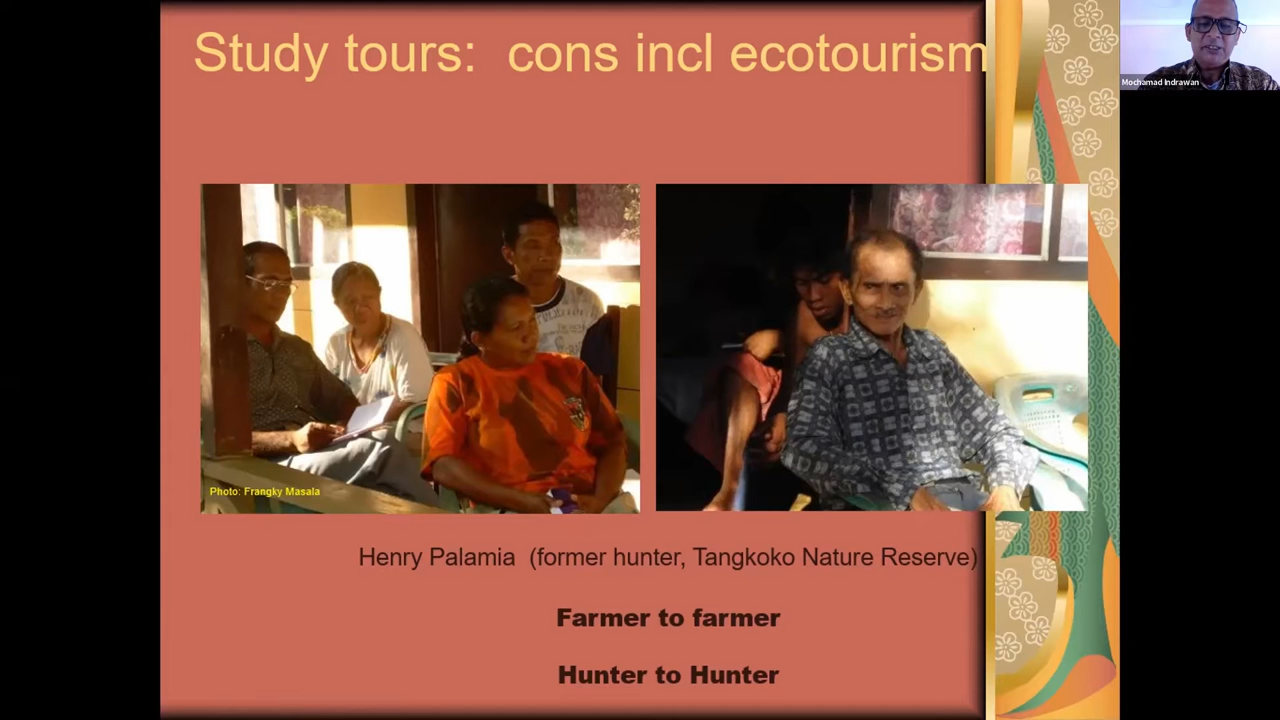 Study tours: cons incl ecotourism
Mochamad Indrawan
Photo: Frangky Masala
Henry Palamia (former hunter, Tangkoko Nature Reserve)
Farmer to farmer
Hunter to Hunter